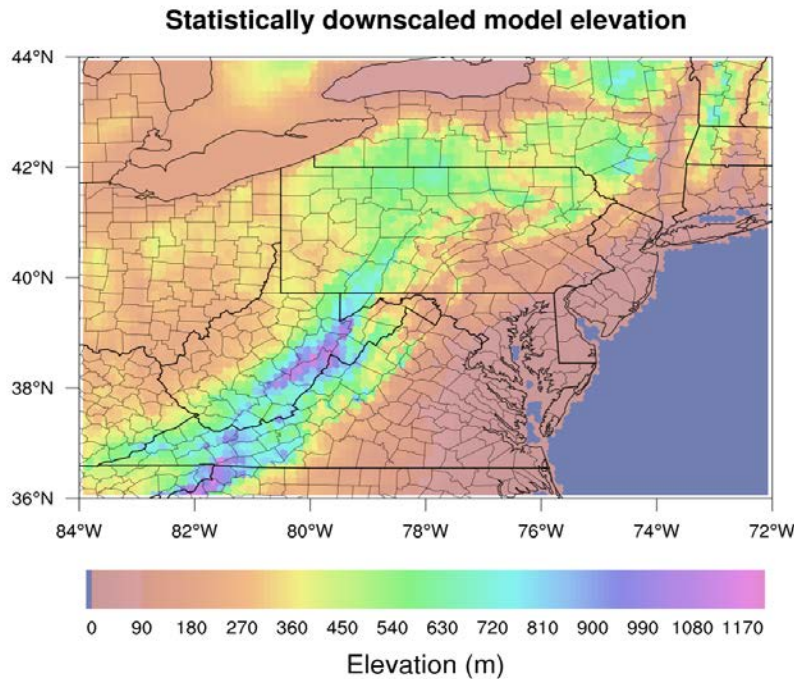 Statistically downscaled model elevation
44°N
42°N
40°N
38°N
36°N
84°W 82°W 80°W 78°W 76°W 74°W 72°W
0 90 180 270 360 450 540 630 720 810 900 990 1080 1170
Elevation (m)